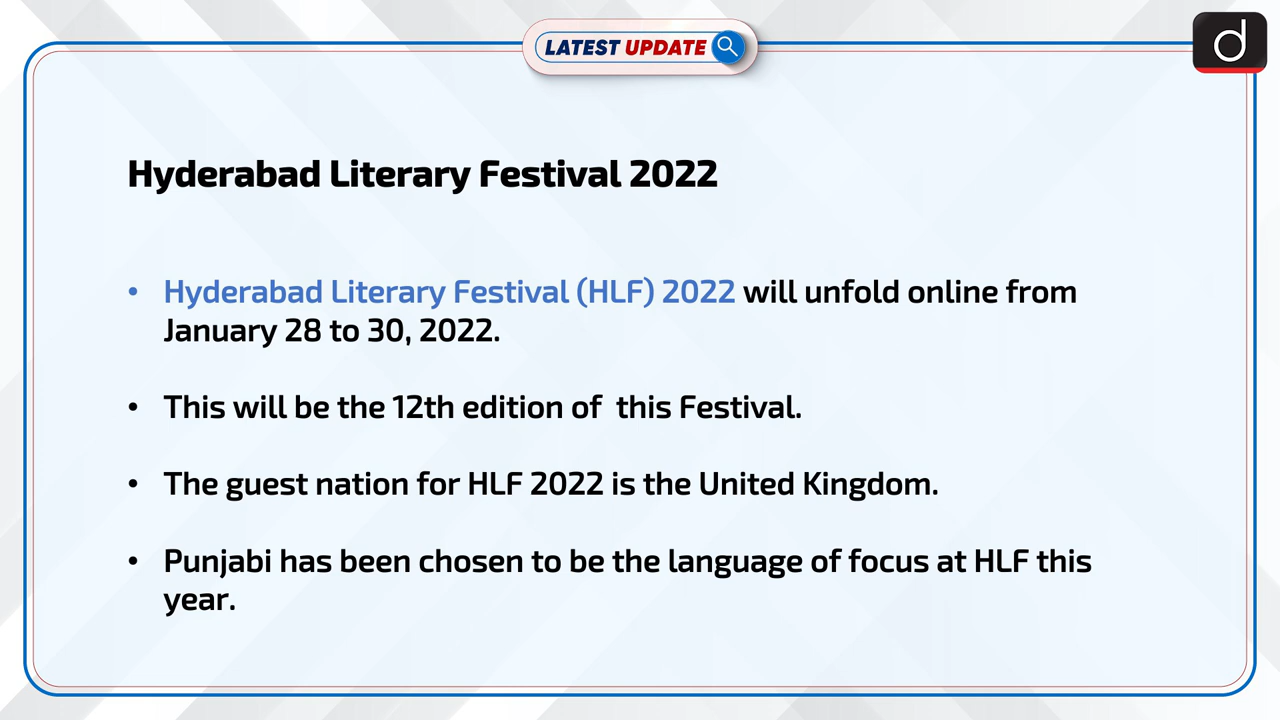 LATEST UPDATE
d
Hyderabad Literary Festival 2022
• Hyderabad Literary Festival (HLF) 2022 will unfold online from
January 28 to 30, 2022.
• This will be the 12th edition of  this Festival.
• The guest nation for HLF 2022 is the United Kingdom.
• Punjabi has been chosen to be the language of focus at HLF this
year.